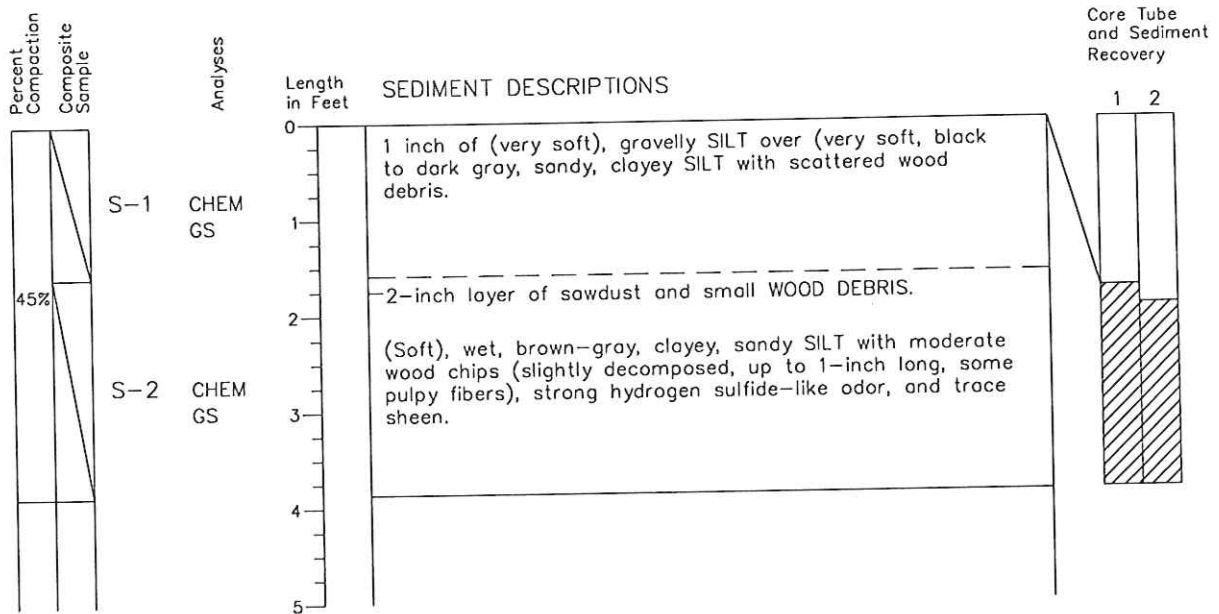 Percent
Compaction
Composite
Sample
Analyses
Length
in Feet
SEDIMENT DESCRIPTIONS
Core Tube
and Sediment
Recovery
1 2
0
1 inch of (very soft), gravelly SILT over (very soft, black
to dark gray, sandy, clayey SILT with scattered wood
debris.
S-1 CHEM
GS
1
45%
2-inch layer of sawdust and small WOOD DEBRIS.
2
(Soft), wet, brown-gray, clayey, sandy SILT with moderate
wood chips (slightly decomposed, up to 1-inch long, some
pulpy fibers), strong hydrogen sulfide-like odor, and trace
sheen.
S-2 CHEM
GS
3
4
5